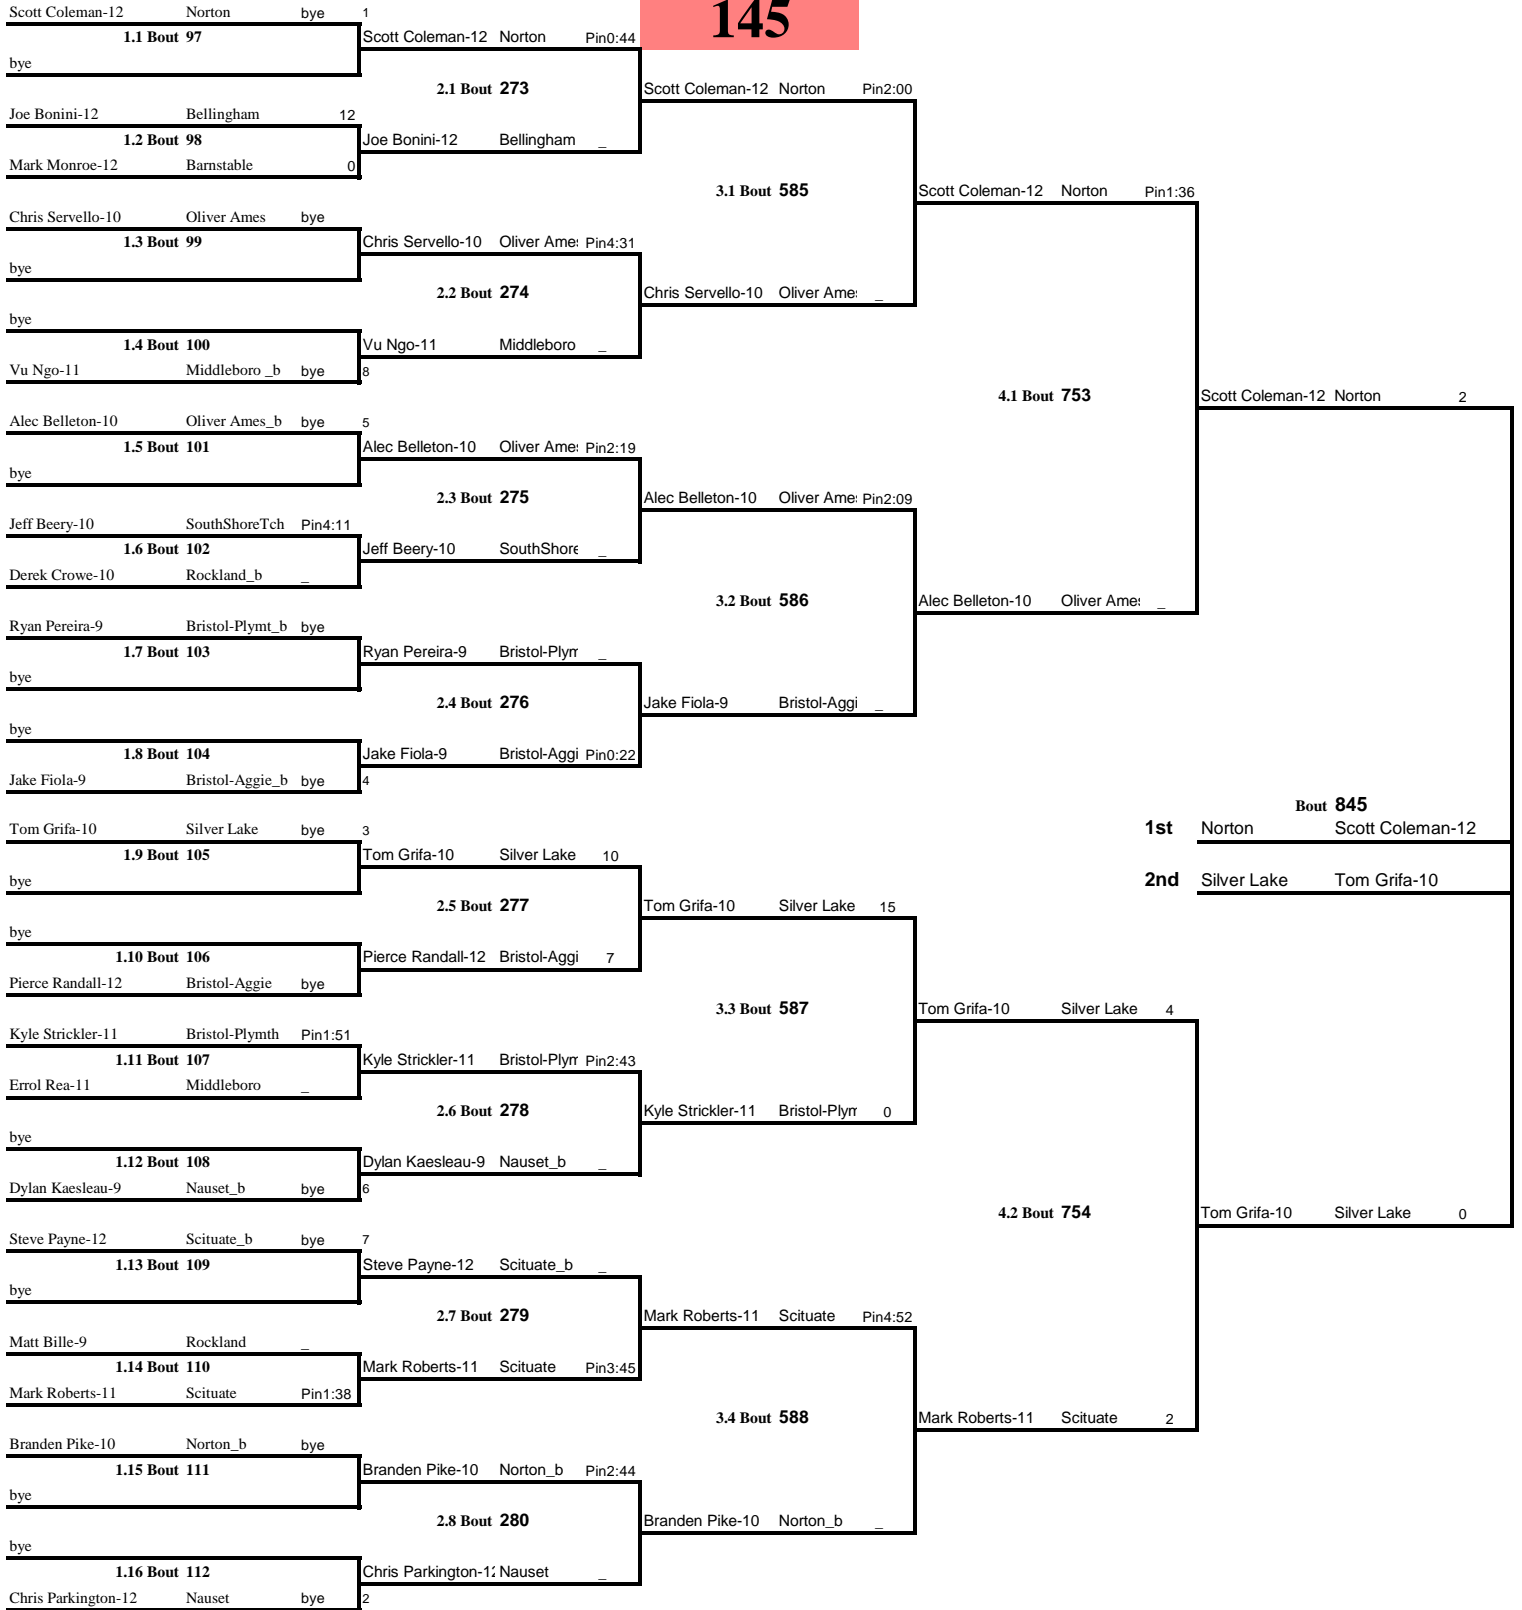 145
Scott Coleman-12 Norton bye 1
1.1 Bout 97 Scott Coleman-12 Norton Pin0:44
bye
2.1 Bout 273 Scott Coleman-12 Norton Pin2:00
Joe Bonini-12 Bellingham 12
1.2 Bout 98 Joe Bonini-12 Bellingham _
Mark Monroe-12 Barnstable 0
3.1 Bout 585 Scott Coleman-12 Norton Pin1:36
Chris Servello-10 Oliver Ames bye
1.3 Bout 99 Chris Servello-10 Oliver Ame: Pin4:31
bye
2.2 Bout 274 Chris Servello-10 Oliver Ame: _
bye
1.4 Bout 100 Vu Ngo-11 Middleboro _
Vu Ngo-11 Middleboro _b bye 8
4.1 Bout 753 Scott Coleman-12 Norton 2
Alec Belleton-10 Oliver Ames_b bye 5
1.5 Bout 101 Alec Belleton-10 Oliver Ame: Pin2:19
bye
2.3 Bout 275 Alec Belleton-10 Oliver Ame: Pin2:09
Jeff Beery-10 SouthShoreTch Pin4:11
1.6 Bout 102 Jeff Beery-10 SouthShore _
Derek Crowe-10 Rockland_b _
3.2 Bout 586 Alec Belleton-10 Oliver Ame: _
Ryan Pereira-9 Bristol-Plymt_b bye
1.7 Bout 103 Ryan Pereira-9 Bristol-Plym _
bye
2.4 Bout 276 Jake Fiola-9 Bristol-Aggi _
bye
1.8 Bout 104 Jake Fiola-9 Bristol-Aggi Pin0:22
Jake Fiola-9 Bristol-Aggie_b bye 4
Bout 845
Tom Grifa-10 Silver Lake bye 3 1st Norton Scott Coleman-12
1.9 Bout 105 Tom Grifa-10 Silver Lake 10
bye 2nd Silver Lake Tom Grifa-10
2.5 Bout 277 Tom Grifa-10 Silver Lake 15
bye
1.10 Bout 106 Pierce Randall-12 Bristol-Aggi 7
Pierce Randall-12 Bristol-Aggie bye
3.3 Bout 587 Tom Grifa-10 Silver Lake 4
Kyle Strickler-11 Bristol-Plymth Pin1:51
1.11 Bout 107 Kyle Strickler-11 Bristol-Plym Pin2:43
Errol Rea-11 Middleboro _
2.6 Bout 278 Kyle Strickler-11 Bristol-Plym 0
bye
1.12 Bout 108 Dylan Kaesleau-9 Nauset_b _
Dylan Kaesleau-9 Nauset_b bye 6
4.2 Bout 754 Tom Grifa-10 Silver Lake 0
Steve Payne-12 Scituate_b bye 7
1.13 Bout 109 Steve Payne-12 Scituate_b _
bye
2.7 Bout 279 Mark Roberts-11 Scituate Pin4:52
Matt Bille-9 Rockland _
1.14 Bout 110 Mark Roberts-11 Scituate Pin3:45
Mark Roberts-11 Scituate Pin1:38
3.4 Bout 588 Mark Roberts-11 Scituate 2
Branden Pike-10 Norton_b bye
1.15 Bout 111 Branden Pike-10 Norton_b Pin2:44
bye
2.8 Bout 280 Branden Pike-10 Norton_b _
bye
1.16 Bout 112 Chris Parkington-12 Nauset _
Chris Parkington-12 Nauset bye 2